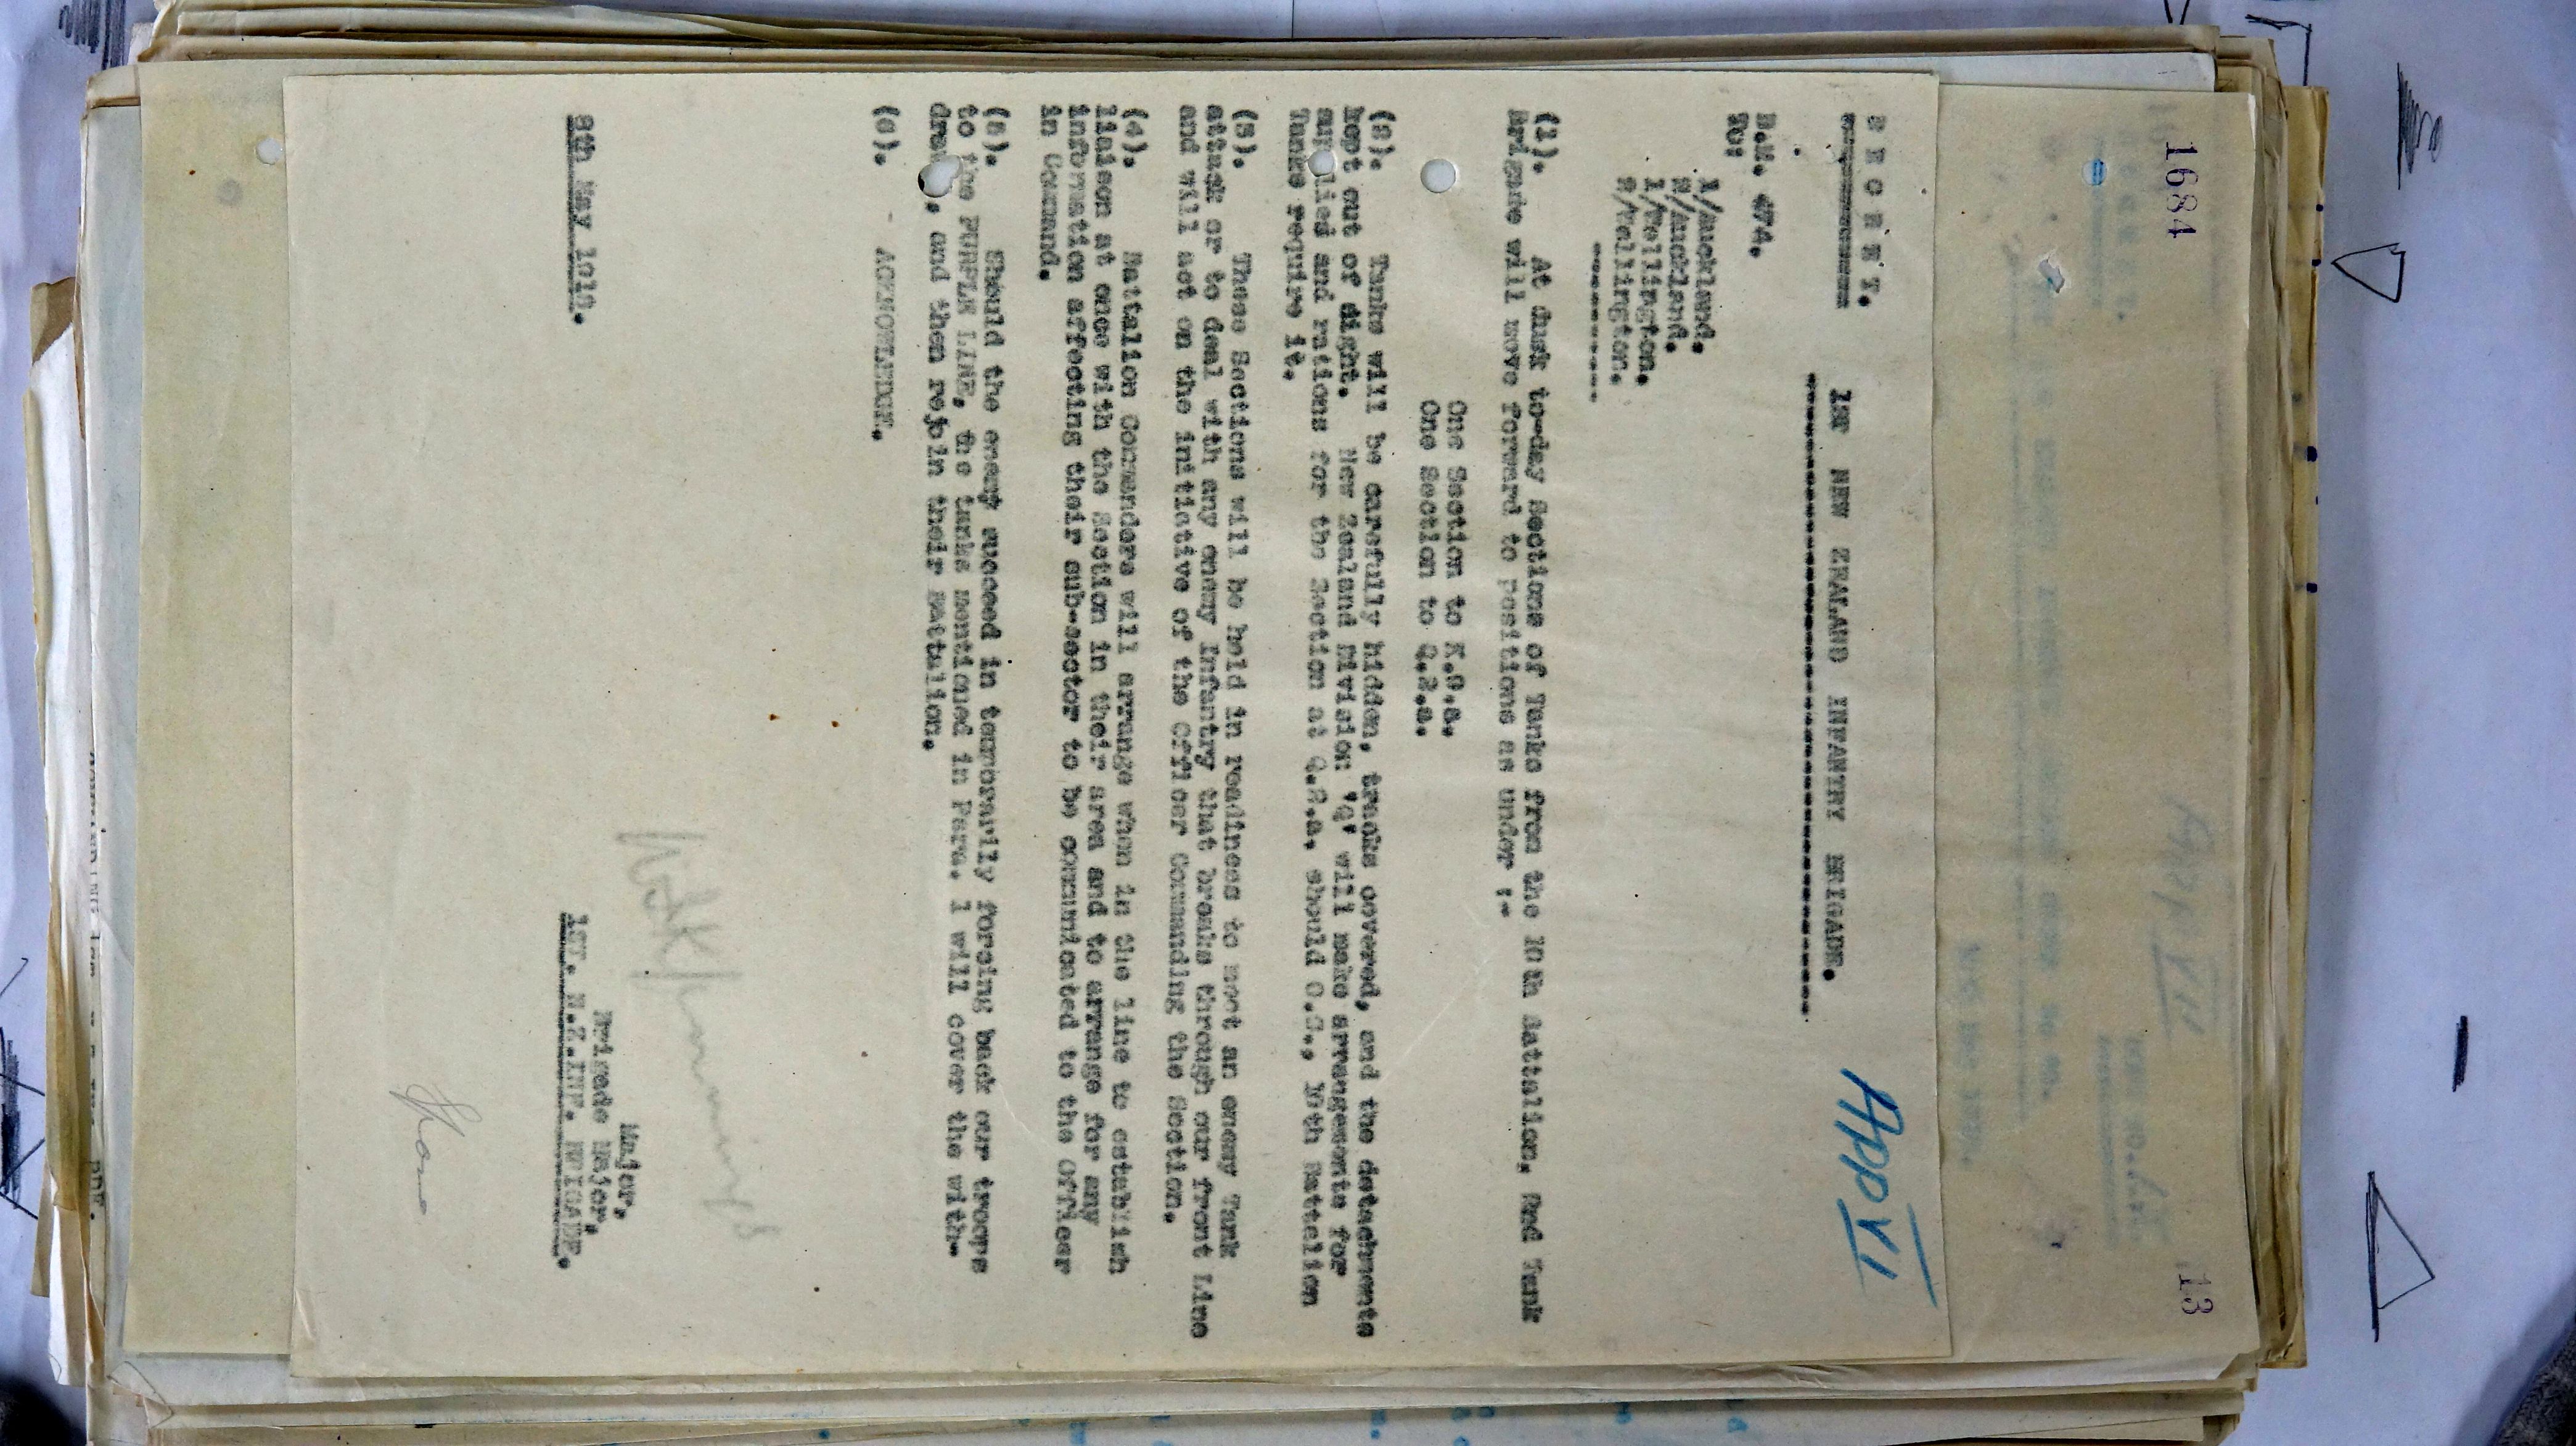 1684
13
App VII
App VI
S E C R E T.
1ST NEW ZEALAND INFANTRY BRIGADE.
B.M. 474.
To:
1/Auckland.
2/Auckland.
1/Wellington.
2/Wellington.
(1). At dusk to-day Sections of Tanks from the 10th Battalion, 2nd Tank
Brigade will move forward to positions as under :-
One Section to K.9.a.
One Section to Q.2.a.
(2). Tanks will be carefully hidden, tracks covered, and the detachments
kept out of sight. New Zealand Division 'Q' will make arrangements for
supplies and rations for the Section at Q.2.a. should O.C., 10th Battalion
Tanks require it.
(3). These Sections will be held in readiness to meet an enemy Tank
attack or to deal with any enemy Infantry that breaks through our front Line
and will act on the initiative of the Officer Commanding the Section.
(4). Battalion Commanders will arrange when in the line to establish
liaison at once with the Section in their area and to arrange for any
information affecting their sub-sector to be communicated to the Officer
in Command.
(5). Should the enemy succeed in temporarily forcing back our troops
to the PURPLE LINE, the tanks mentioned in Para. 1 will cover the with-
draw , and then rejoin their Battalion.
(6). - ACKNOWLEDGE.
Major,
Brigade Major,
8th May 1918. 1ST. N.Z.INF. BRIGADE.